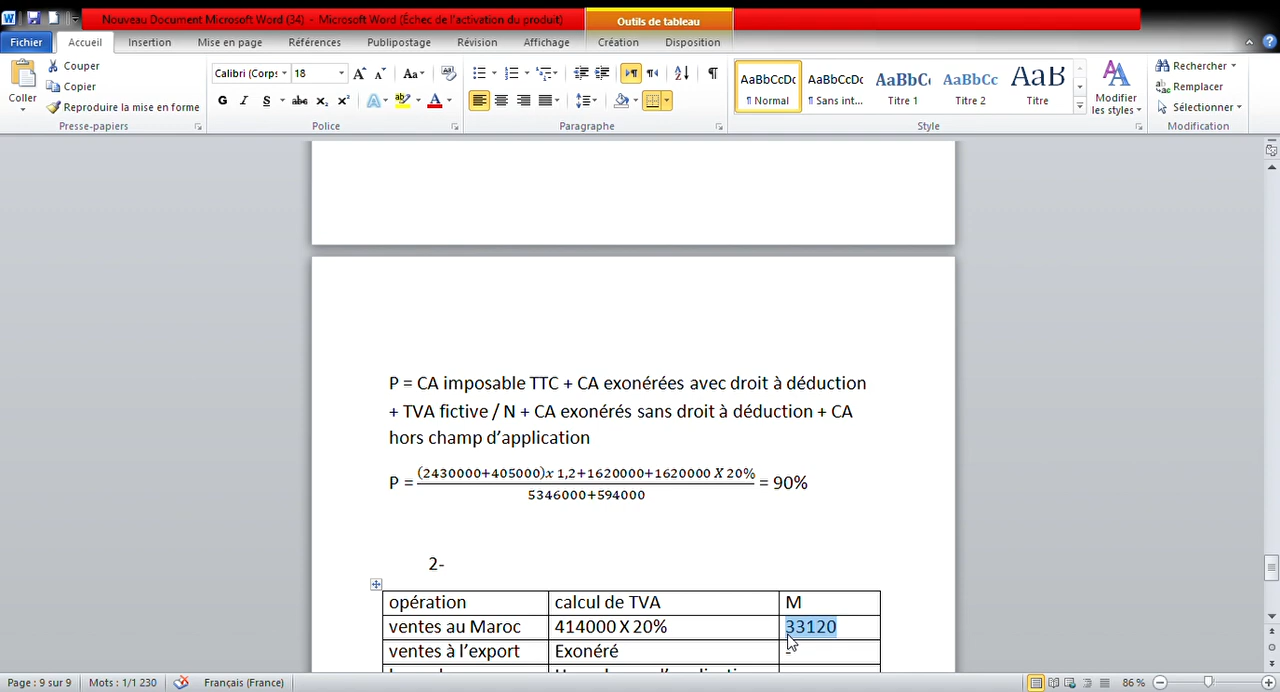 Nouveau Document Microsoft Word (34) - Microsoft Word (Échec de l'activation du produit)
Outils de tableau
Fichier Accueil Insertion Mise en page Références Publipostage Révision Affichage Création Disposition
Coller
Couper
Copier
Reproduire la mise en forme
Presse-papiers
Calibri (Corps 18
G I S abc x₂ x²
Police
Paragraphe
AaBbCcDc AaBbCcDc AaBbC AaBbCc AaB
¶ Normal ¶ Sans int... Titre 1 Titre 2 Titre
Style
Modifier
les styles
Rechercher
Remplacer
Sélectionner
Modification
P = CA imposable TTC + CA exonérées avec droit à déduction
+ TVA fictive / N + CA exonérés sans droit à déduction + CA
hors champ d'application
P = (2430000+405000)x 1,2+1620000+1620000 X 20% / 5346000+594000 = 90%
2-
opération calcul de TVA M
ventes au Maroc 414000 X 20% 33120
ventes à l'export Exonéré -
Page : 9 sur 9 Mots : 1/1 230 Français (France) 86 %